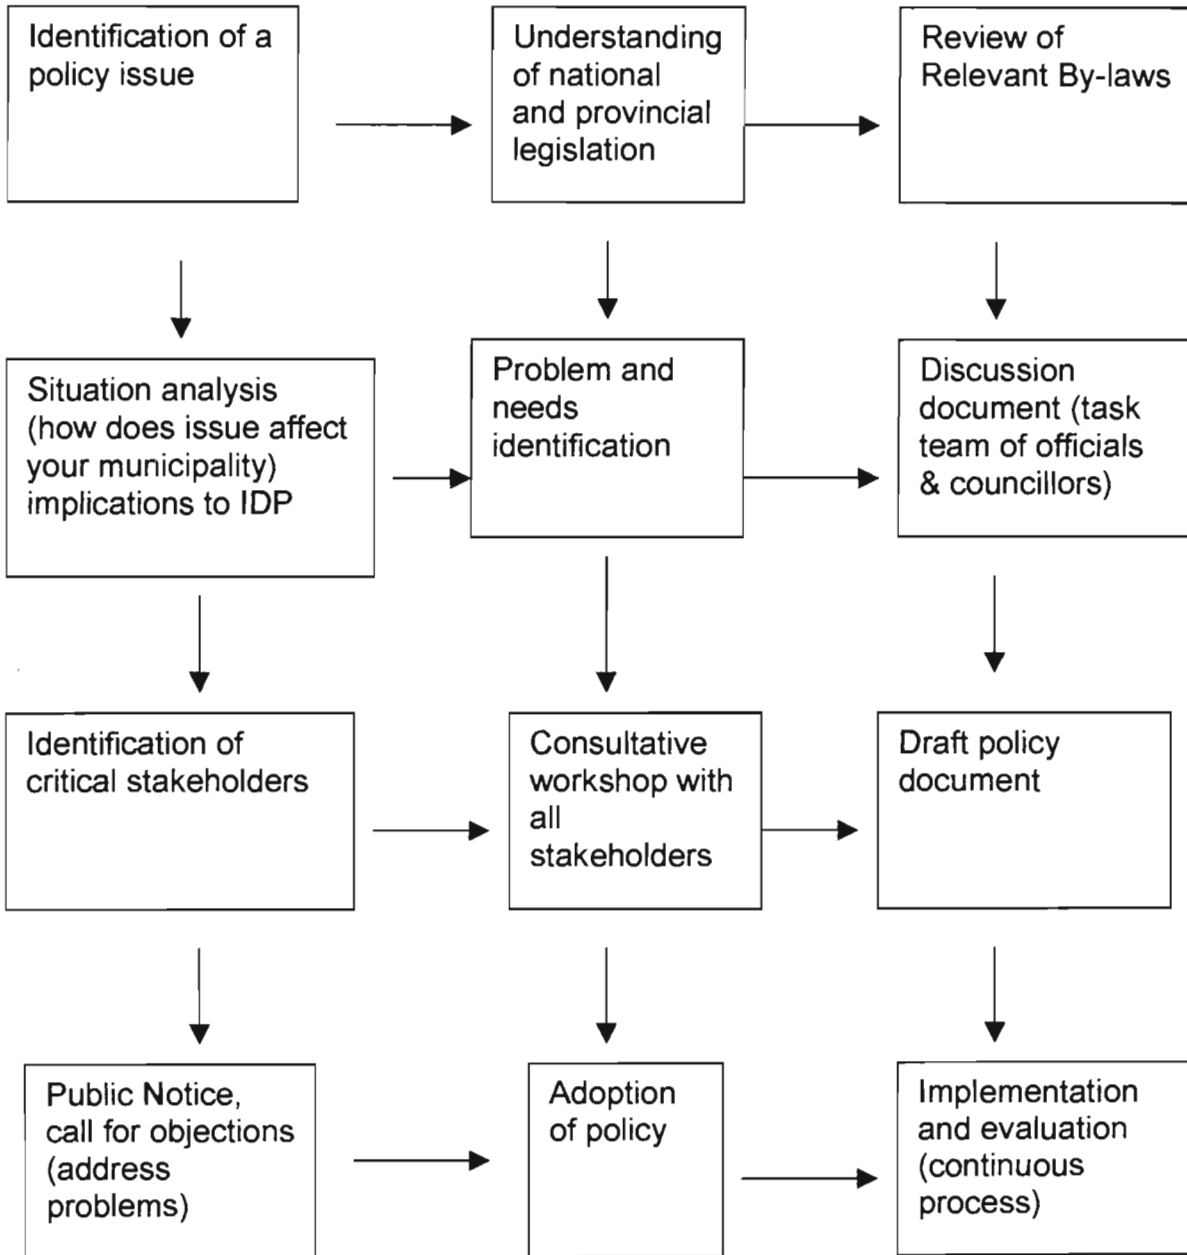 Identification of a
policy issue
Understanding
of national
and provincial
legislation
Review of
Relevant By-laws
Situation analysis
(how does issue affect
your municipality)
implications to IDP
Problem and
needs
identification
Discussion
document (task
team of officials
& councillors)
Identification of
critical stakeholders
Consultative
workshop with
all
stakeholders
Draft policy
document
Public Notice,
call for objections
(address
problems)
Adoption
of policy
Implementation
and evaluation
(continuous
process)